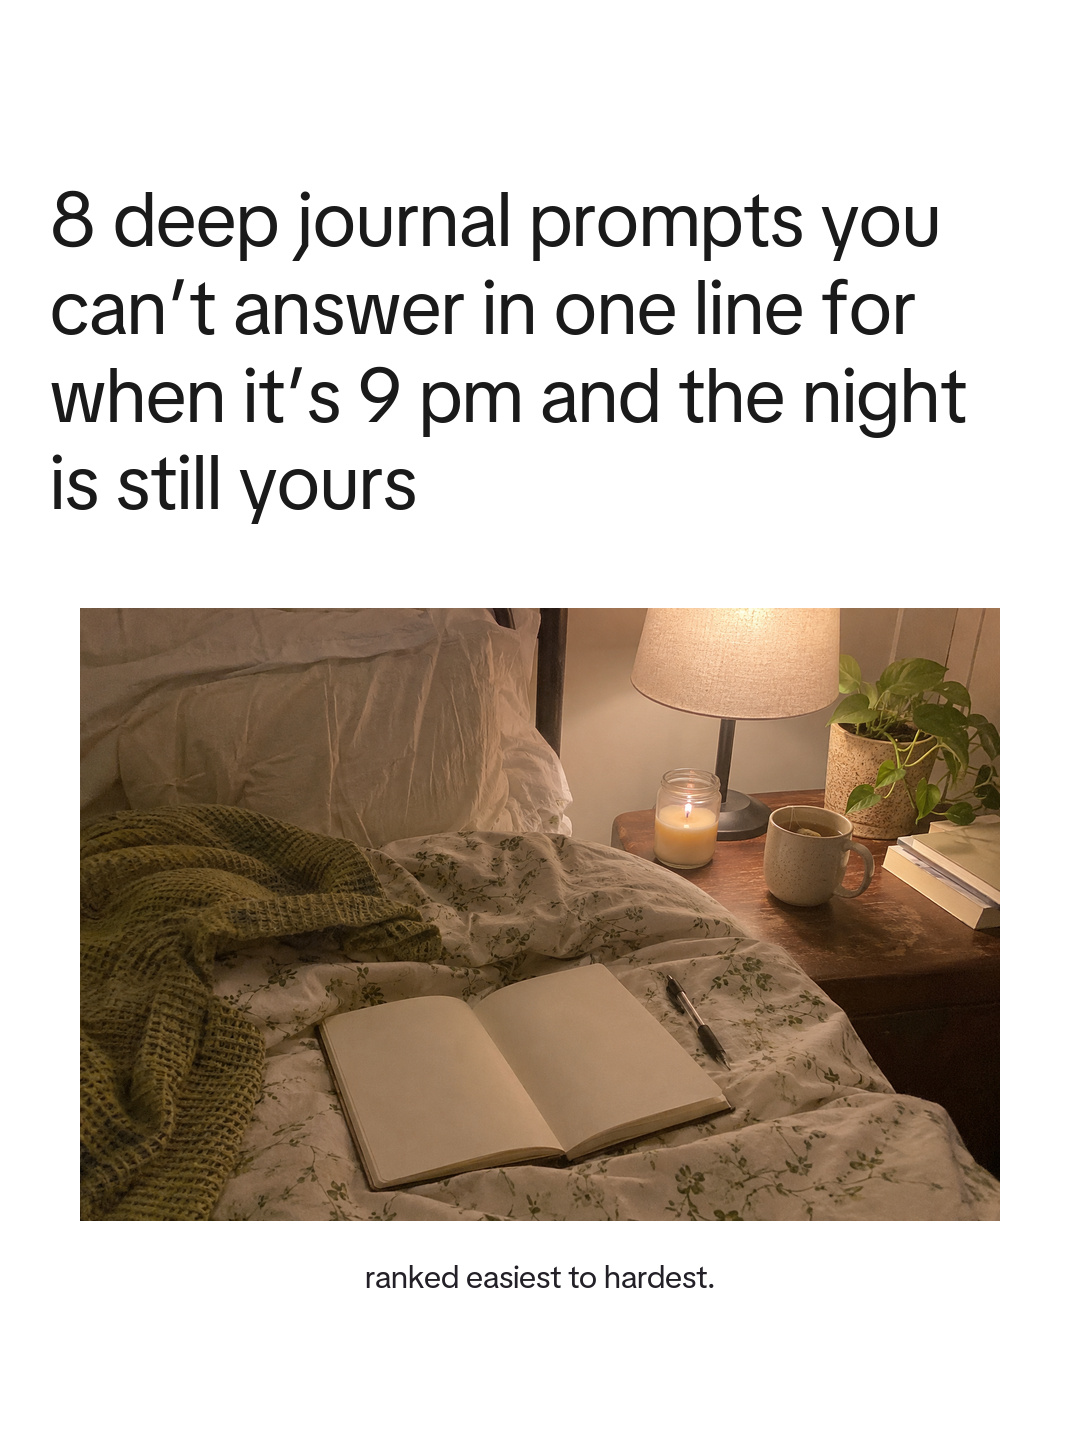 8 deep journal prompts you
can’t answer in one line for
when it’s 9 pm and the night
is still yours
ranked easiest to hardest.